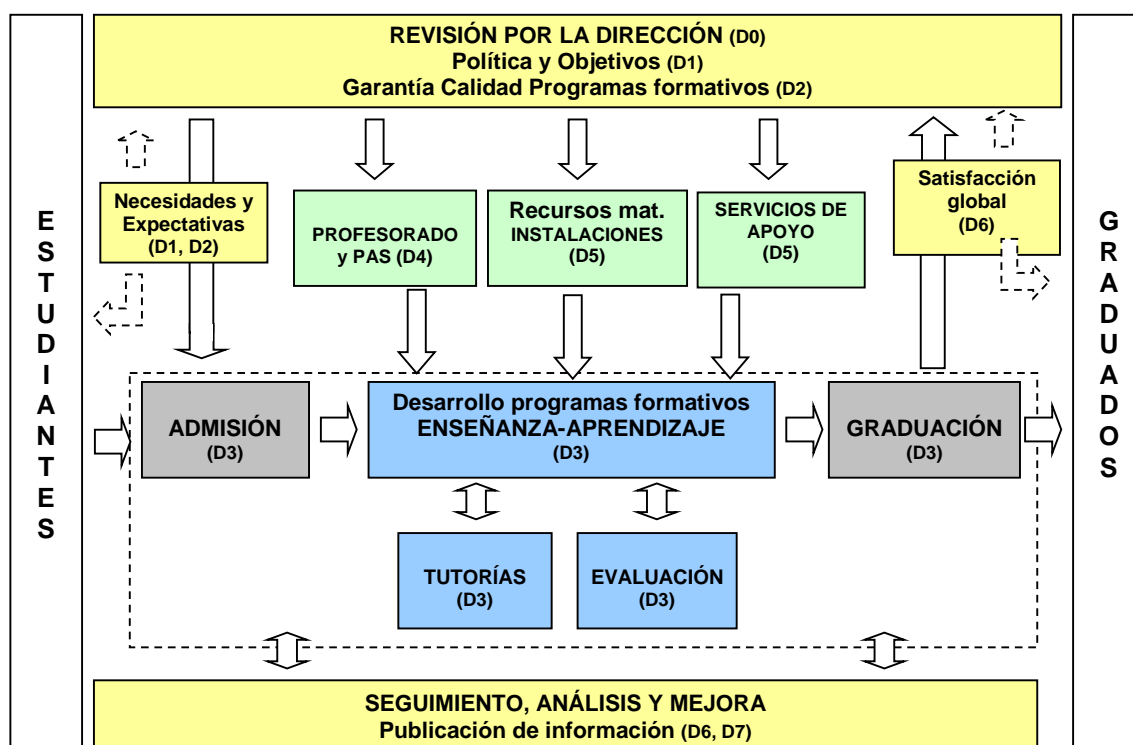 REVISIÓN POR LA DIRECCIÓN (D0)
Política y Objetivos (D1)
Garantía Calidad Programas formativos (D2)
ESTUDIANTES
Necesidades y
Expectativas
(D1, D2)
PROFESORADO
y PAS (D4)
Recursos mat.
INSTALACIONES
(D5)
SERVICIOS DE
APOYO
(D5)
Satisfacción
global
(D6)
GRADUADOS
ADMISIÓN
(D3)
Desarrollo programas formativos
ENSEÑANZA-APRENDIZAJE
(D3)
GRADUACIÓN
(D3)
TUTORÍAS
(D3)
EVALUACIÓN
(D3)
SEGUIMIENTO, ANÁLISIS Y MEJORA
Publicación de información (D6, D7)